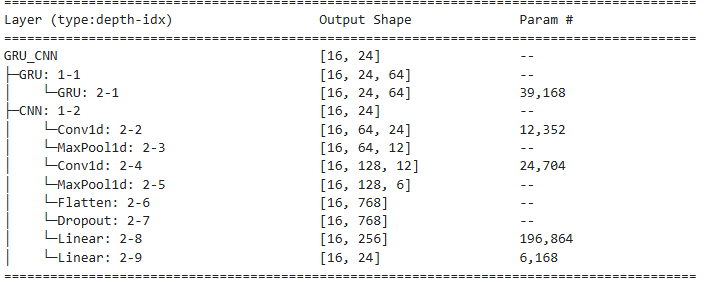 ==========================================================================================
Layer (type:depth-idx)                   Output Shape              Param #
==========================================================================================
GRU_CNN                                  [16, 24]                  --
├─GRU: 1-1                               [16, 24, 64]              --
│    └─GRU: 2-1                          [16, 24, 64]              39,168
├─CNN: 1-2                               [16, 24]                  --
│    └─Conv1d: 2-2                       [16, 64, 24]              12,352
│    └─MaxPool1d: 2-3                    [16, 64, 12]              --
│    └─Conv1d: 2-4                       [16, 128, 12]             24,704
│    └─MaxPool1d: 2-5                    [16, 128, 6]              --
│    └─Flatten: 2-6                      [16, 768]                 --
│    └─Dropout: 2-7                      [16, 768]                 --
│    └─Linear: 2-8                       [16, 256]                 196,864
│    └─Linear: 2-9                       [16, 24]                  6,168
==========================================================================================